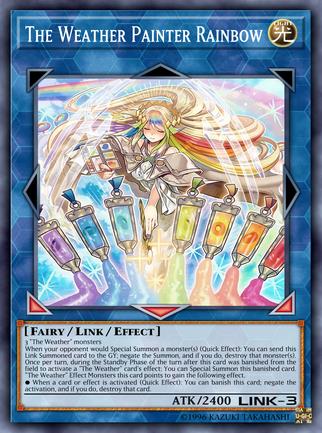 THE WEATHER PAINTER RAINBOW
LIGHT
光
[FAIRY / LINK / EFFECT]
3 "The Weather" monsters
When your opponent would Special Summon a monster(s) (Quick Effect): You can send this
Link Summoned card to the GY; negate the Summon, and if you do, destroy that monster(s).
Once per turn, during the Standby Phase of the turn after this card was banished from the
field to activate a "The Weather" card's effect: You can Special Summon this banished card.
"The Weather" Effect Monsters this card points to gain the following effect.
● When a card or effect is activated (Quick Effect): You can banish this card; negate the
activation, and if you do, destroy that card.
ATK/2400 LINK-3
©1996 KAZUKI TAKAHASHI